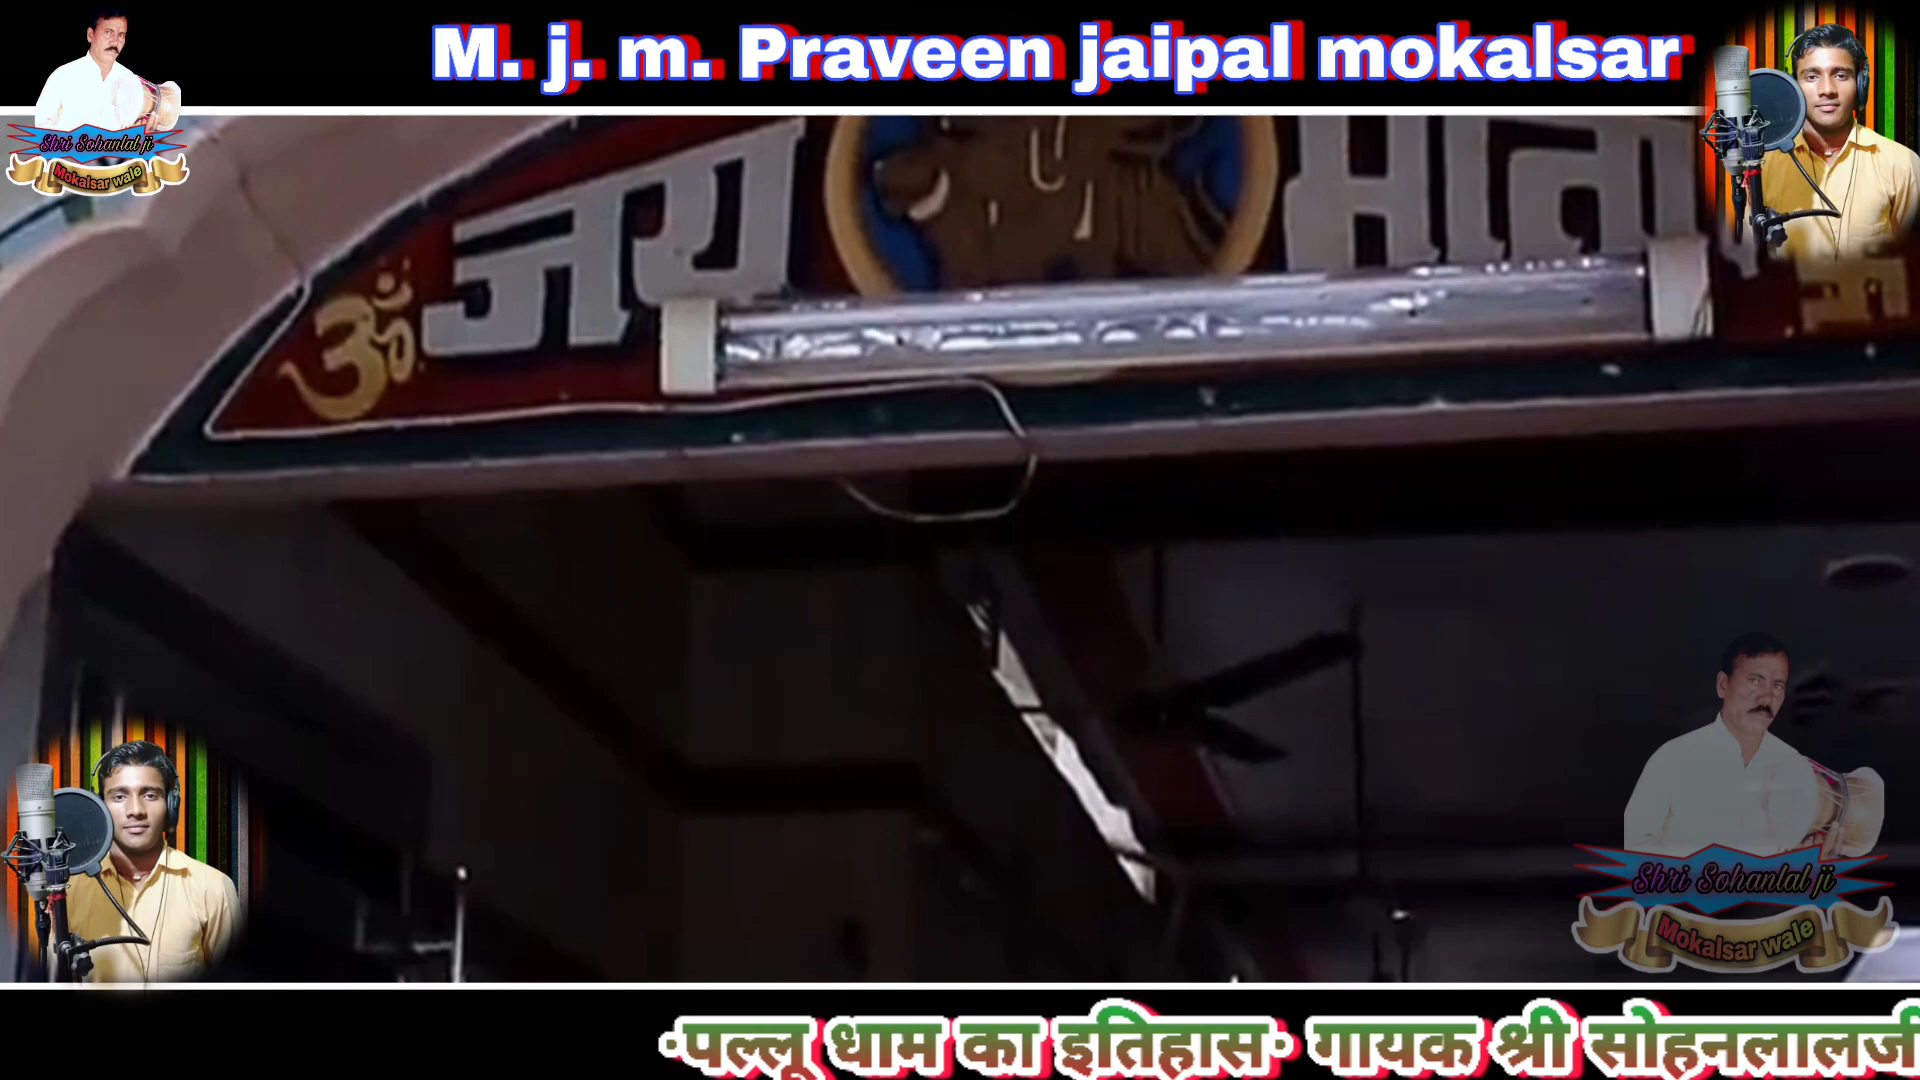 M. j. m. Praveen jaipal mokalsar
Shri Sohanlal ji
Mokalsar wale
ॐ जय माता
Shri Sohanlal ji
Mokalsar wale
•पल्लू धाम का इतिहास• गायक श्री सोहनलालजी